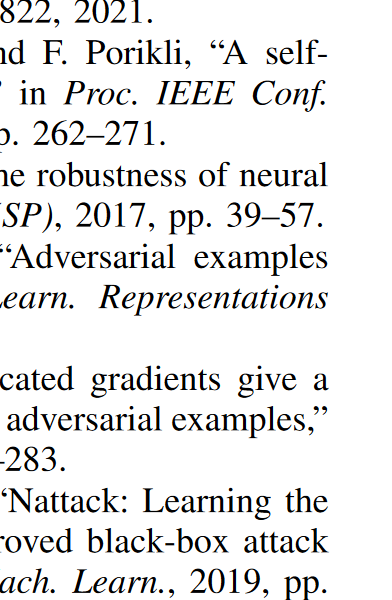 822, 2021.
nd F. Porikli, “A self-
in Proc. IEEE Conf.
p. 262–271.
he robustness of neural
SP), 2017, pp. 39–57.
“Adversarial examples
Learn. Representations
cated gradients give a
adversarial examples,”
–283.
“Nattack: Learning the
roved black-box attack
ach. Learn., 2019, pp.